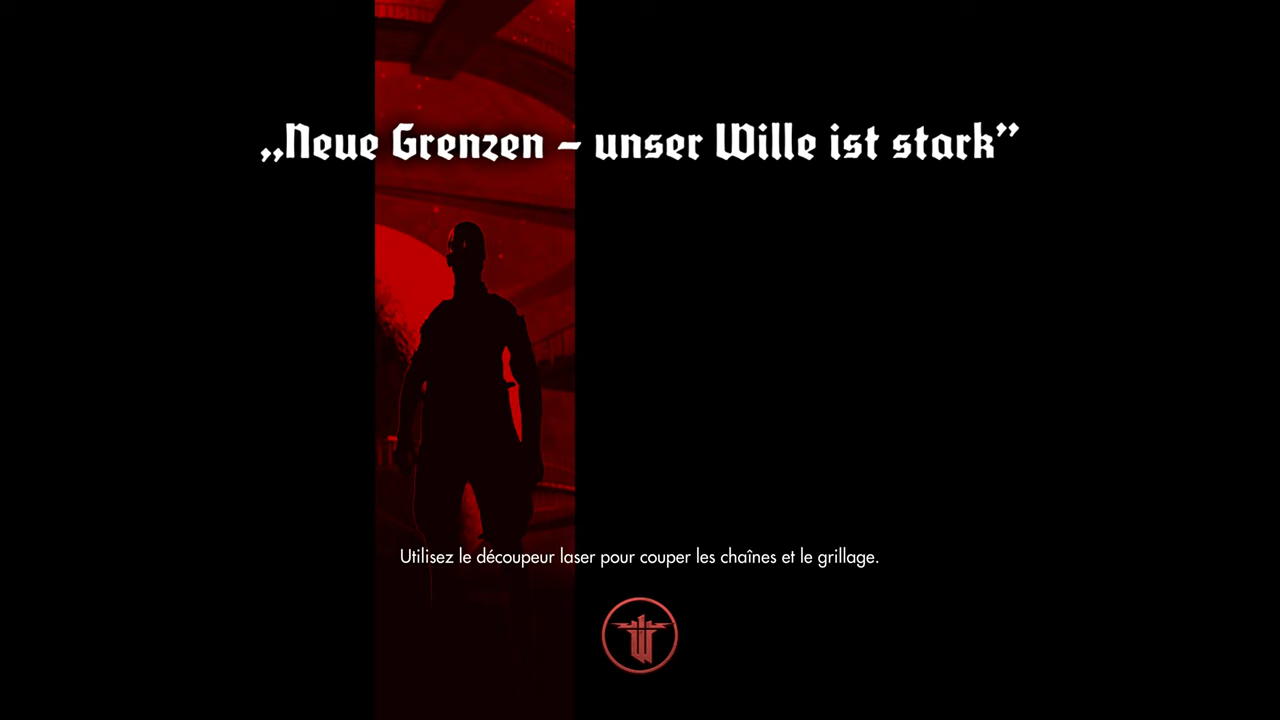 „Neue Grenzen – unser Wille ist stark”
Utilisez le découpeur laser pour couper les chaînes et le grillage.